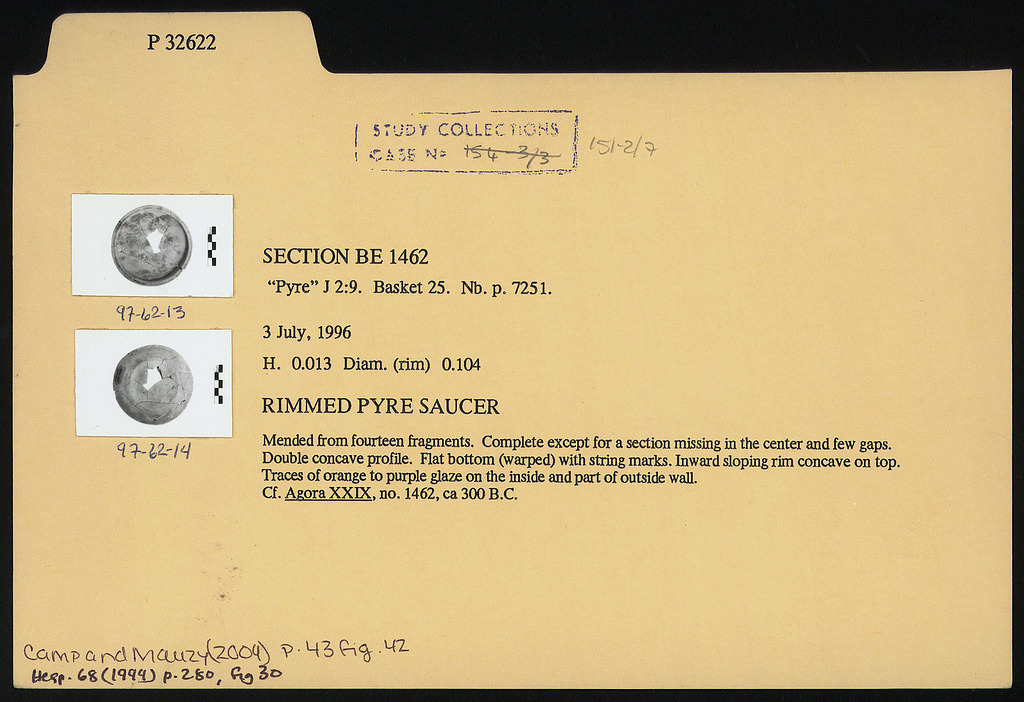 P 32622
STUDY COLLECTIONS
CASE No 154-3/3 151-2/7
97-62-13
97-62-14
SECTION BE 1462
“Pyre” J 2:9. Basket 25. Nb. p. 7251.
3 July, 1996
H. 0.013 Diam. (rim) 0.104
RIMMED PYRE SAUCER
Mended from fourteen fragments. Complete except for a section missing in the center and few gaps.
Double concave profile. Flat bottom (warped) with string marks. Inward sloping rim concave on top.
Traces of orange to purple glaze on the inside and part of outside wall.
Cf. Agora XXIX, no. 1462, ca 300 B.C.
Camp and Mauzy (2009) p. 43 fig. 42
Hesp. 68 (1999) p. 280, fig 30